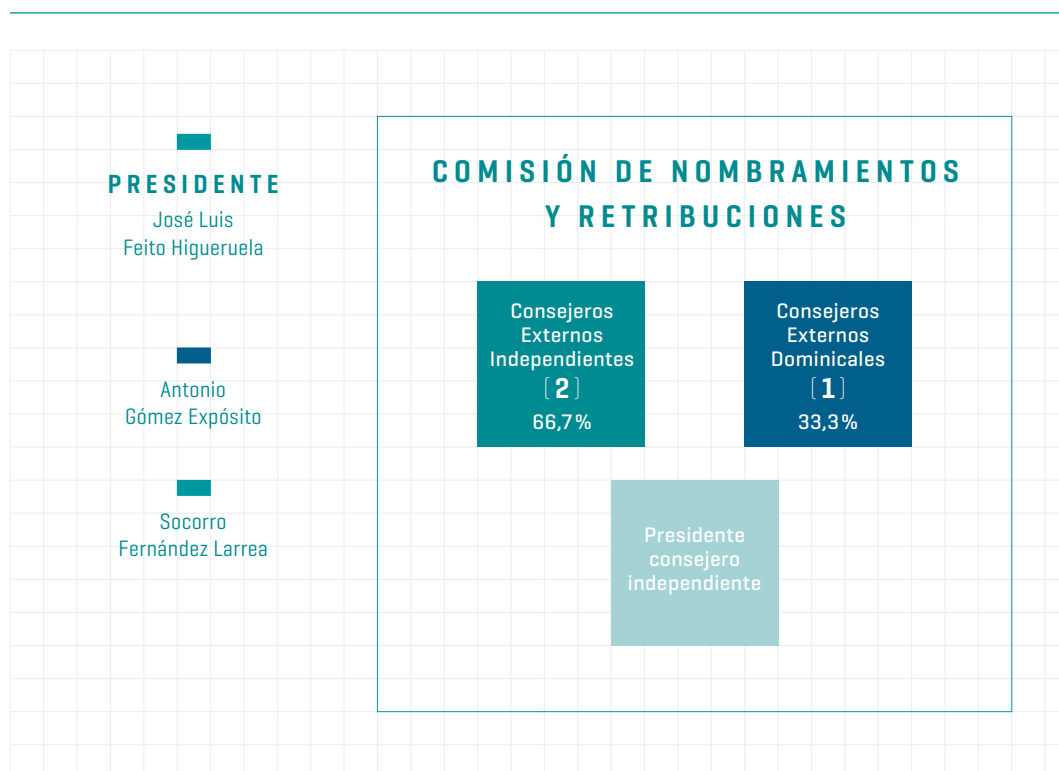 PRESIDENTE
José Luis
Feito Higueruela
Antonio
Gómez Expósito
Socorro
Fernández Larrea
COMISIÓN DE NOMBRAMIENTOS
Y RETRIBUCIONES
Consejeros
Externos
Independientes
[2]
66,7%
Consejeros
Externos
Dominicales
[1]
33,3%
Presidente
consejero
independiente